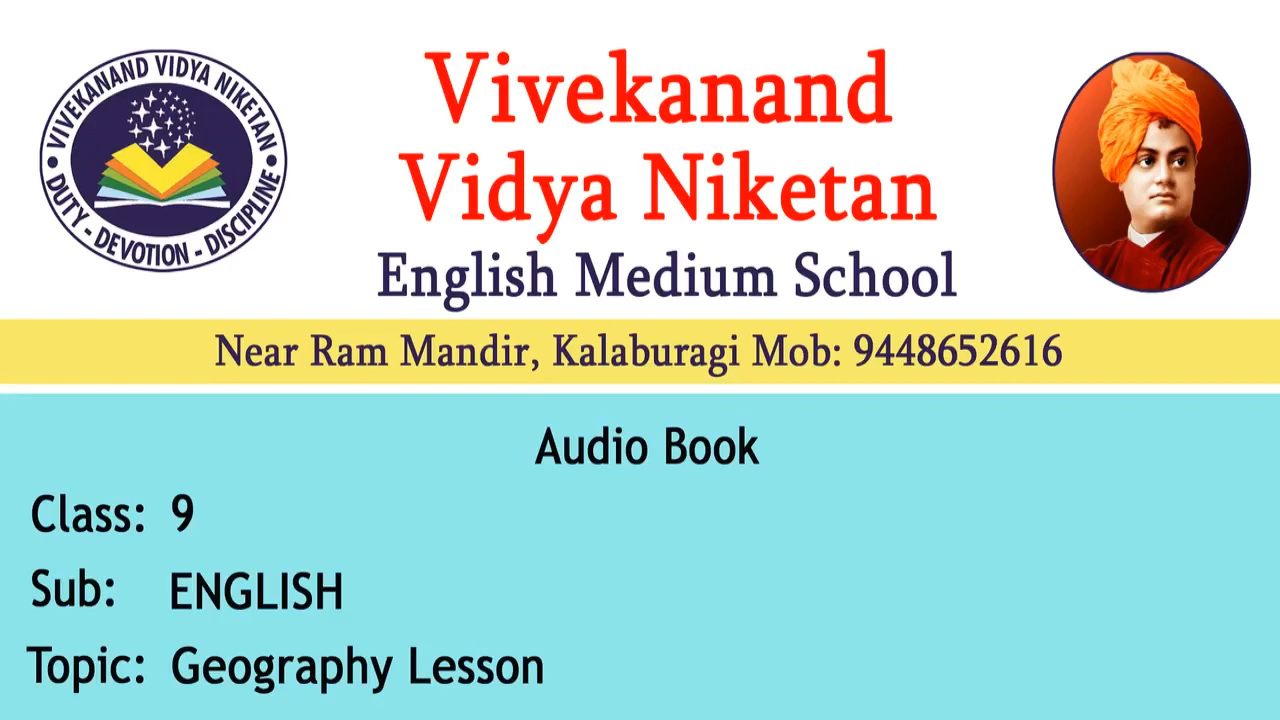 VIVEKANAND VIDYA NIKETAN
DUTY - DEVOTION - DISCIPLINE
Vivekanand
Vidya Niketan
English Medium School
Near Ram Mandir, Kalaburagi Mob: 9448652616
Audio Book
Class: 9
Sub: ENGLISH
Topic: Geography Lesson